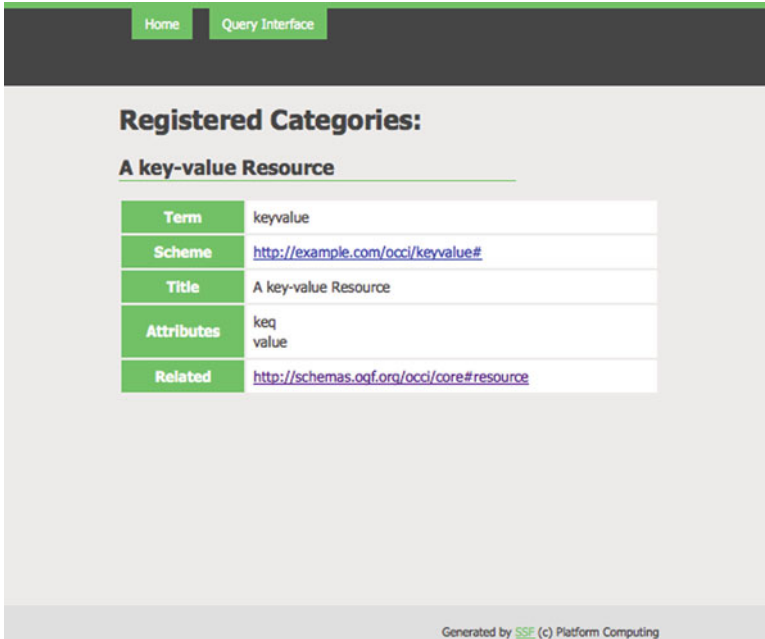 Home Query Interface
Registered Categories:
A key-value Resource
Term keyvalue
Scheme http://example.com/occi/keyvalue#
Title A key-value Resource
Attributes keq
value
Related http://schemas.ogf.org/occi/core#resource
Generated by SSF (c) Platform Computing